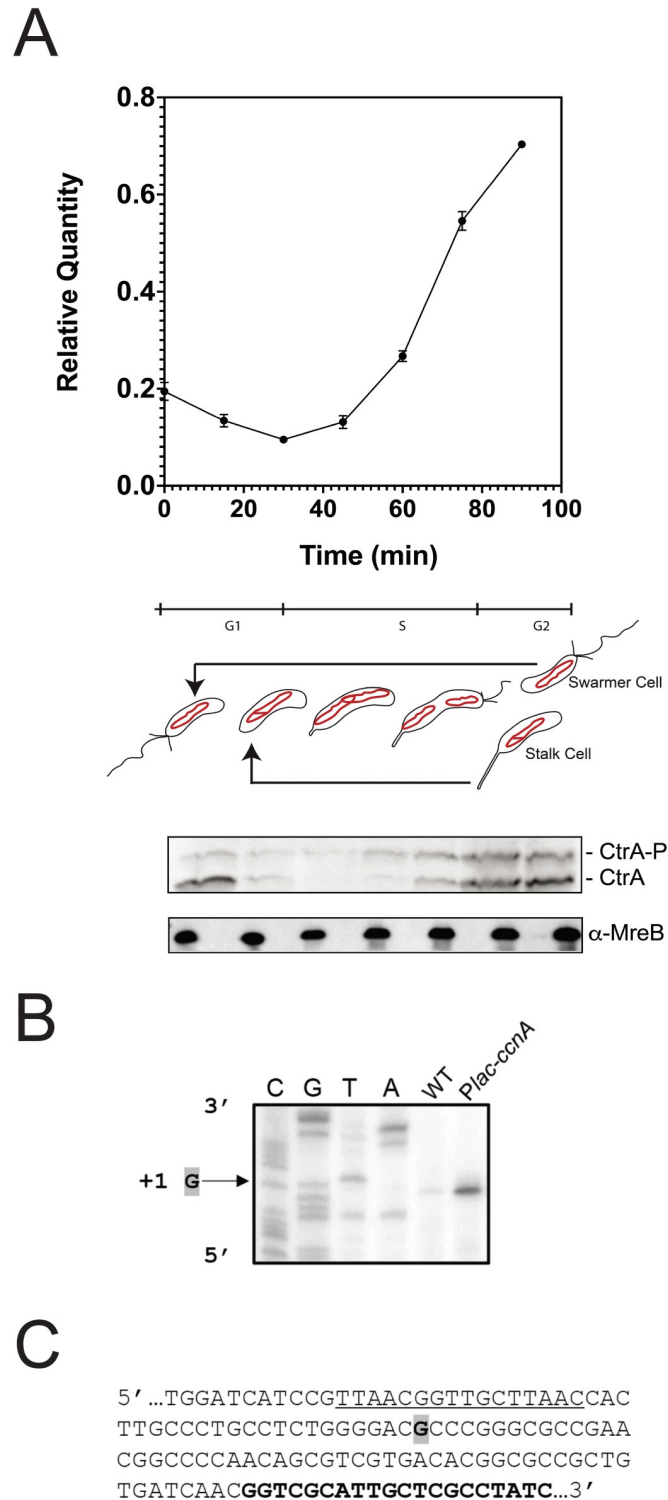 A
0.8
0.6
0.4
0.2
0.0
Relative Quantity
0 20 40 60 80 100
Time (min)
G1 S G2
Swarmer Cell
Stalk Cell
- CtrA-P
- CtrA
α-MreB
B
C G T A WT Plac-ccnA
3′
+1 G
5′
C
5′…TGGATCATCCGTTAACGGTTGCTTAACCAC
TTGCCCTGCCTCTGGGGACGCCCGGGCGCCGAA
CGGCCCCAACAGCGTCGTGACACGGCGCCGCTG
TGATCAACGGTCGCATTGCTCGCCTATC…3′